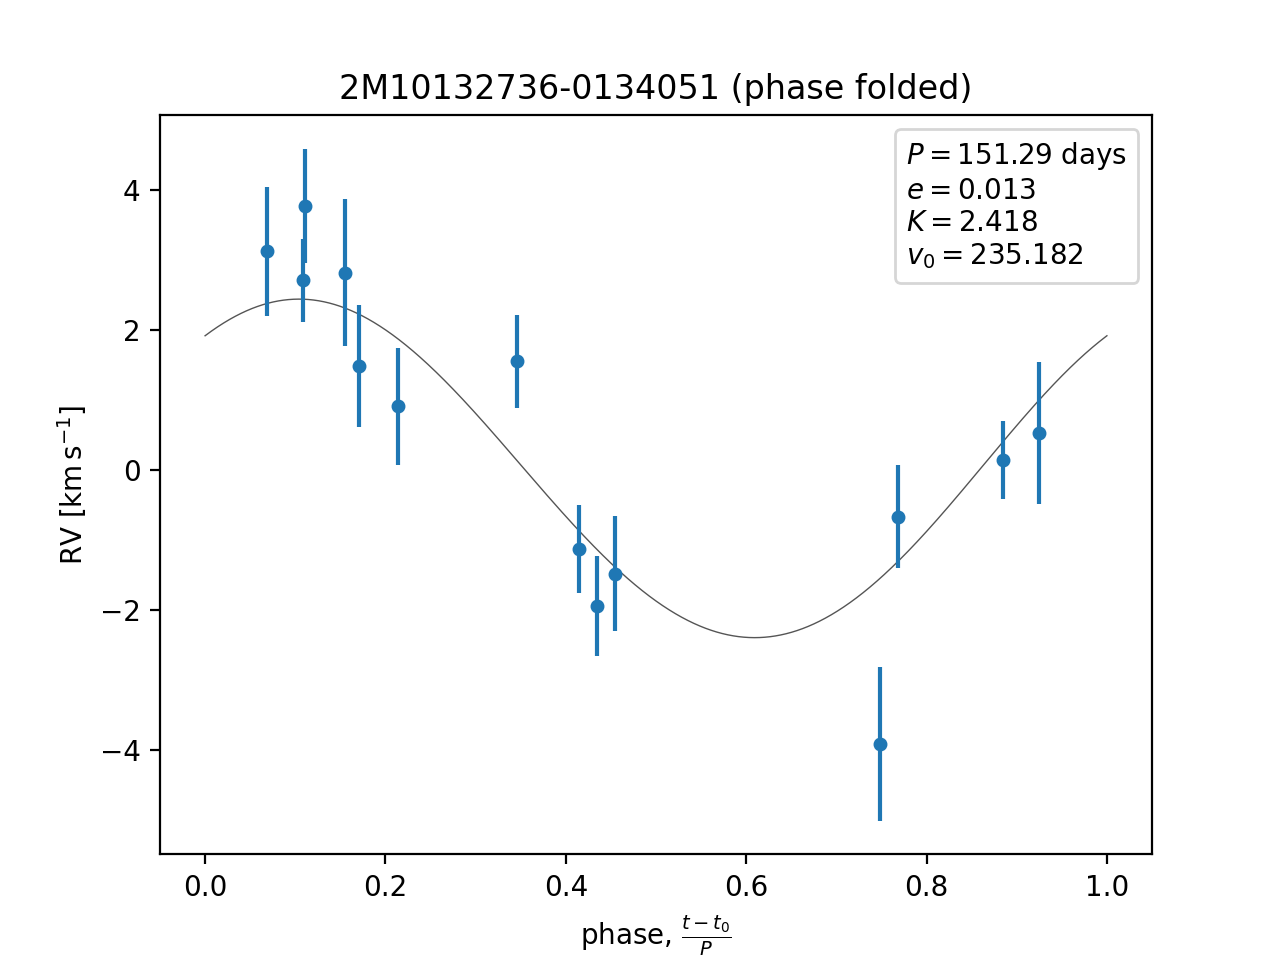 2M10132736-0134051 (phase folded)
P = 151.29 days
e = 0.013
K = 2.418
v₀ = 235.182
RV [km s⁻¹]
4
2
0
−2
−4
0.0 0.2 0.4 0.6 0.8 1.0
phase, (t − t₀)/P